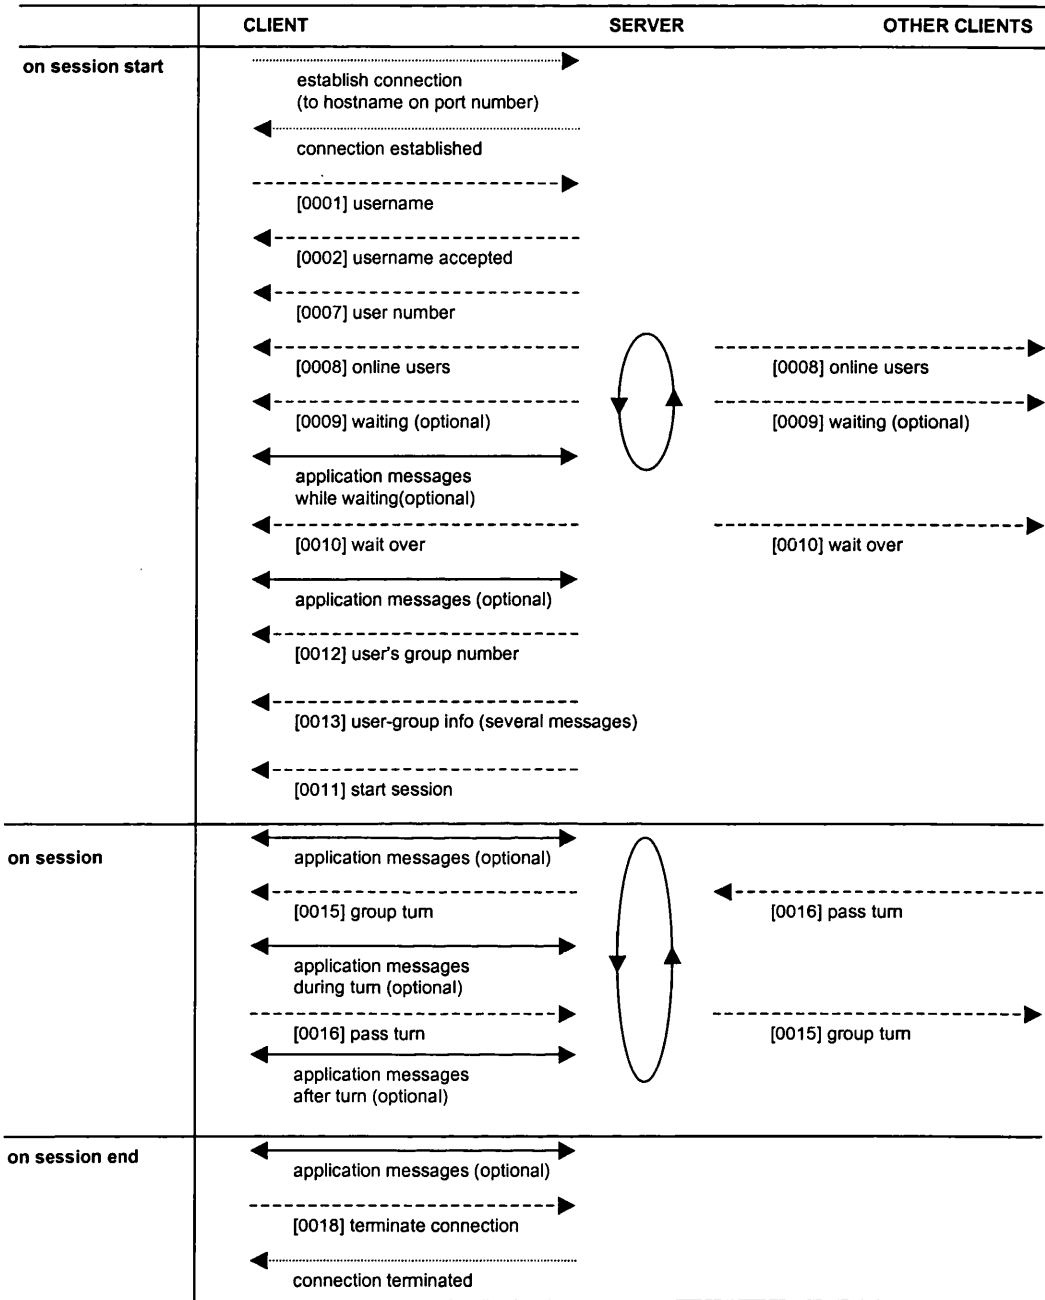 CLIENT SERVER OTHER CLIENTS
on session start
establish connection
(to hostname on port number)
connection established
[0001] username
[0002] username accepted
[0007] user number
[0008] online users [0008] online users
[0009] waiting (optional) [0009] waiting (optional)
application messages
while waiting(optional)
[0010] wait over [0010] wait over
application messages (optional)
[0012] user's group number
[0013] user-group info (several messages)
[0011] start session
on session
application messages (optional)
[0015] group turn [0016] pass turn
application messages
during turn (optional)
[0016] pass turn [0015] group turn
application messages
after turn (optional)
on session end
application messages (optional)
[0018] terminate connection
connection terminated